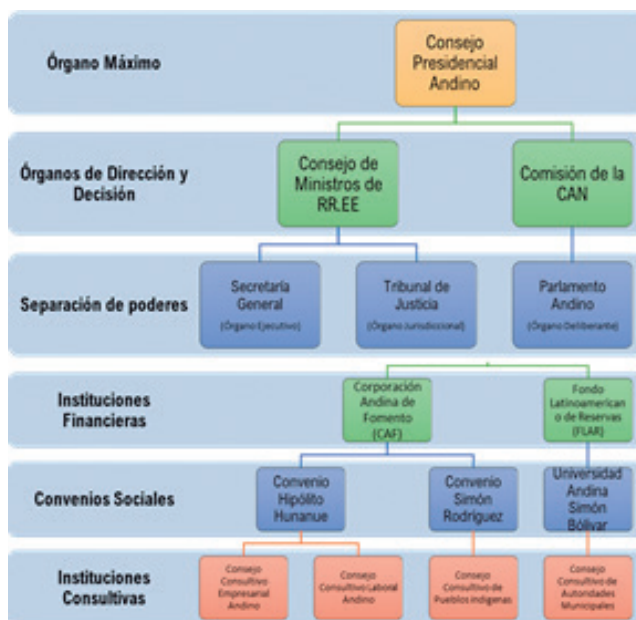 Órgano Máximo
Consejo
Presidencial
Andino
Órganos de Dirección y
Decisión
Consejo de
Ministros de
RR.EE
Comisión de la
CAN
Separación de poderes
Secretaría
General
(Órgano Ejecutivo)
Tribunal de
Justicia
(Órgano Jurisdiccional)
Parlamento
Andino
(Órgano Deliberante)
Instituciones
Financieras
Corporación
Andina de
Fomento
(CAF)
Fondo
Latinoamerican
o de Reservas
(FLAR)
Convenios Sociales
Convenio
Hipólito
Hunanue
Convenio
Simón
Rodríguez
Universidad
Andina
Simón
Bólivar
Instituciones
Consultivas
Consejo
Consultivo
Empresarial
Andino
Consejo
Consultivo Laboral
Andino
Consejo
Consultivo de
Pueblos indígenas
Consejo
Consultivo de
Autoridades
Municipales